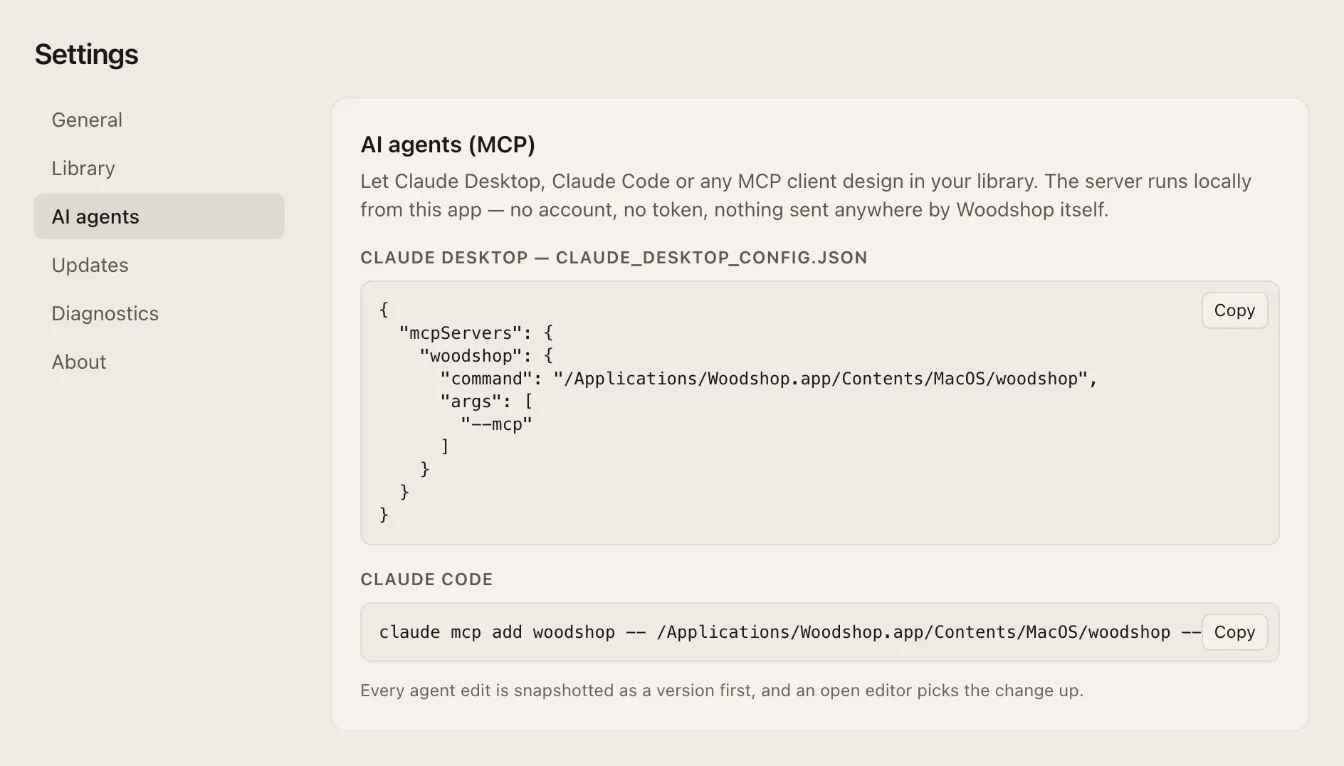 Settings
General
Library
AI agents
Updates
Diagnostics
About
AI agents (MCP)
Let Claude Desktop, Claude Code or any MCP client design in your library. The server runs locally
from this app — no account, no token, nothing sent anywhere by Woodshop itself.
CLAUDE DESKTOP — CLAUDE_DESKTOP_CONFIG.JSON
Copy
{
  "mcpServers": {
    "woodshop": {
      "command": "/Applications/Woodshop.app/Contents/MacOS/woodshop",
      "args": [
        "--mcp"
      ]
    }
  }
}
CLAUDE CODE
claude mcp add woodshop -- /Applications/Woodshop.app/Contents/MacOS/woodshop --
Copy
Every agent edit is snapshotted as a version first, and an open editor picks the change up.